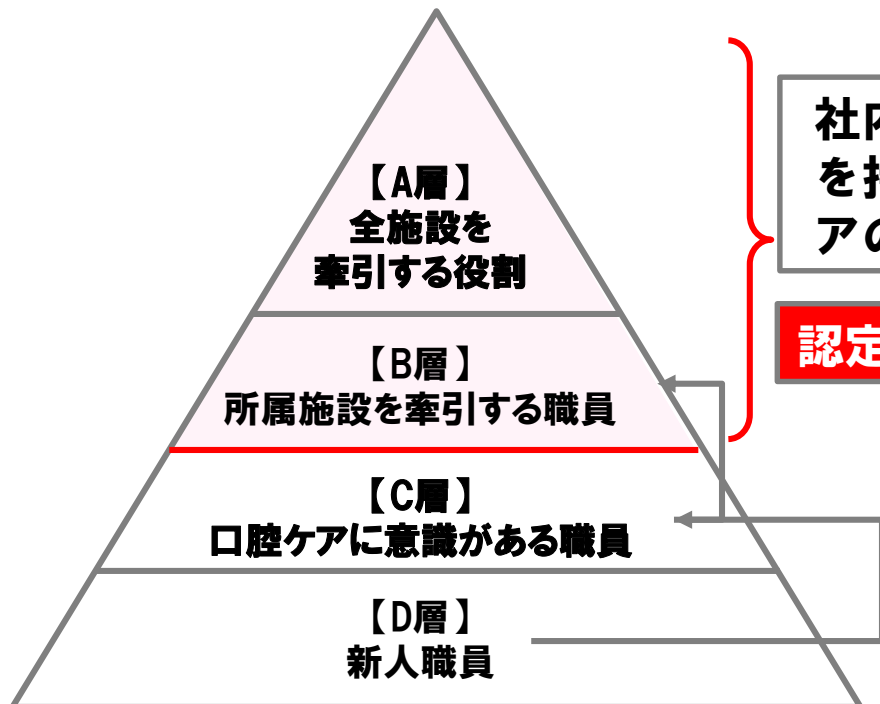 【A層】
全施設を
牽引する役割
【B層】
所属施設を牽引する職員
【C層】
口腔ケアに意識がある職員
【D層】
新人職員
社内
を持
アの
認定